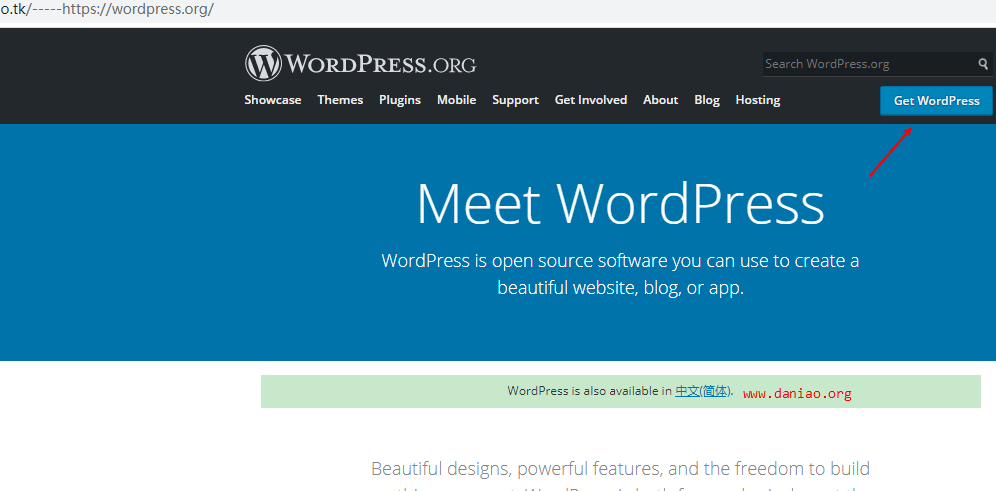 o.tk/-----https://wordpress.org/
WORDPRESS.ORG
Search WordPress.org
Showcase Themes Plugins Mobile Support Get Involved About Blog Hosting
Get WordPress
Meet WordPress
WordPress is open source software you can use to create a
beautiful website, blog, or app.
WordPress is also available in 中文(简体).
www.daniao.org
Beautiful designs, powerful features, and the freedom to build